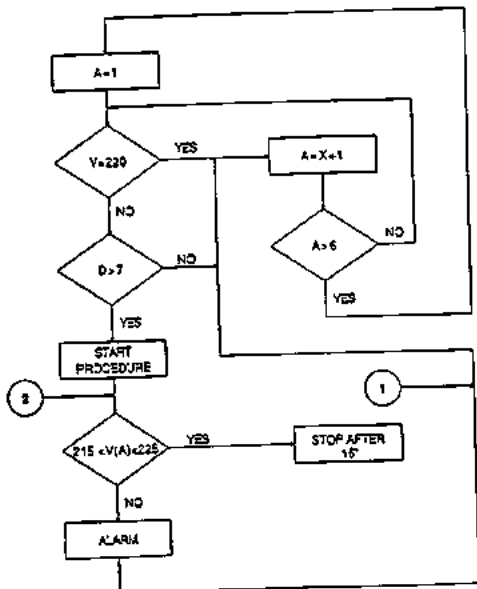 A=1
V=220
YES
A=X+1
NO
A>6
NO
D>7
NO
YES
YES
START
PROCEDURE
2
1
215<V(A)<225
YES
STOP AFTER
15"
NO
ALARM